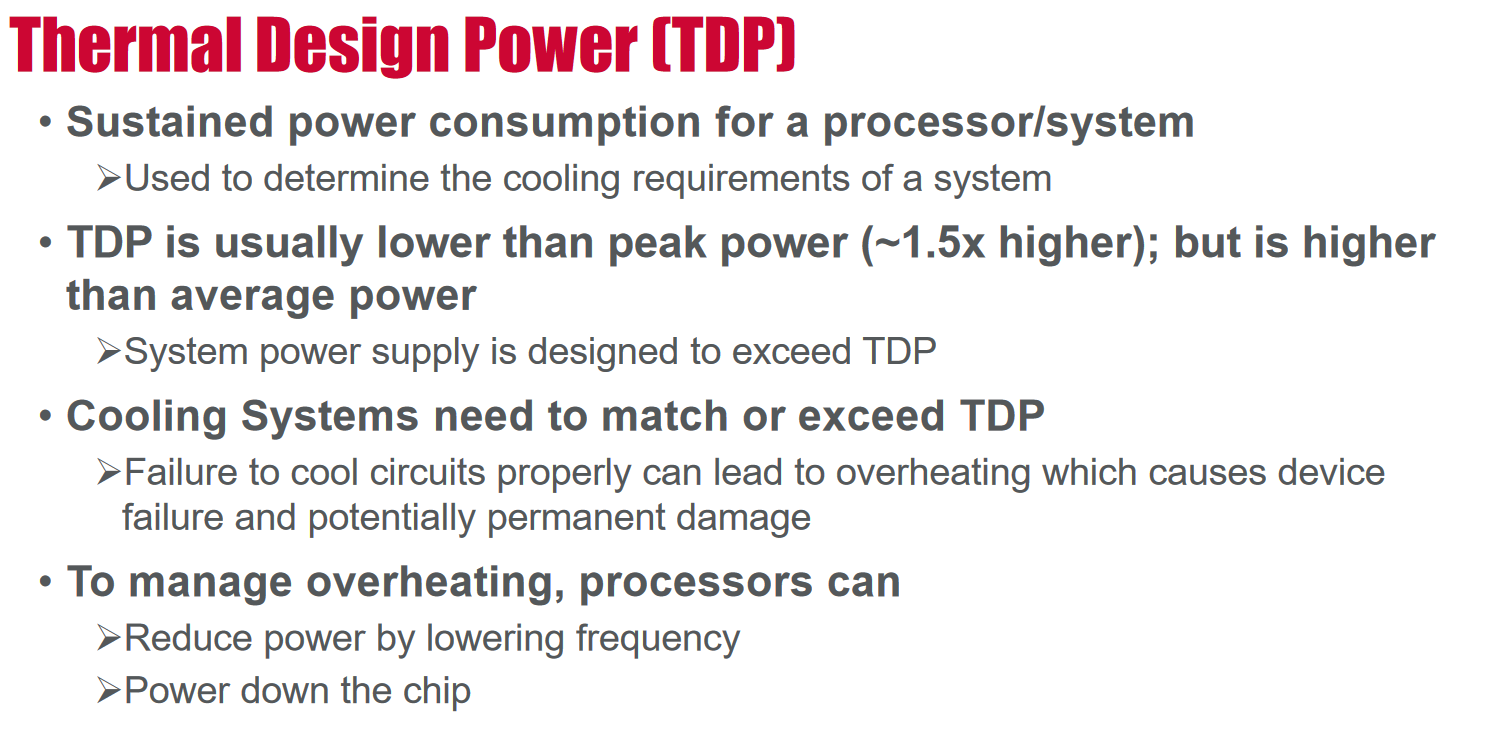 Thermal Design Power (TDP)
• Sustained power consumption for a processor/system
➢Used to determine the cooling requirements of a system
• TDP is usually lower than peak power (~1.5x higher); but is higher
than average power
➢System power supply is designed to exceed TDP
• Cooling Systems need to match or exceed TDP
➢Failure to cool circuits properly can lead to overheating which causes device
failure and potentially permanent damage
• To manage overheating, processors can
➢Reduce power by lowering frequency
➢Power down the chip